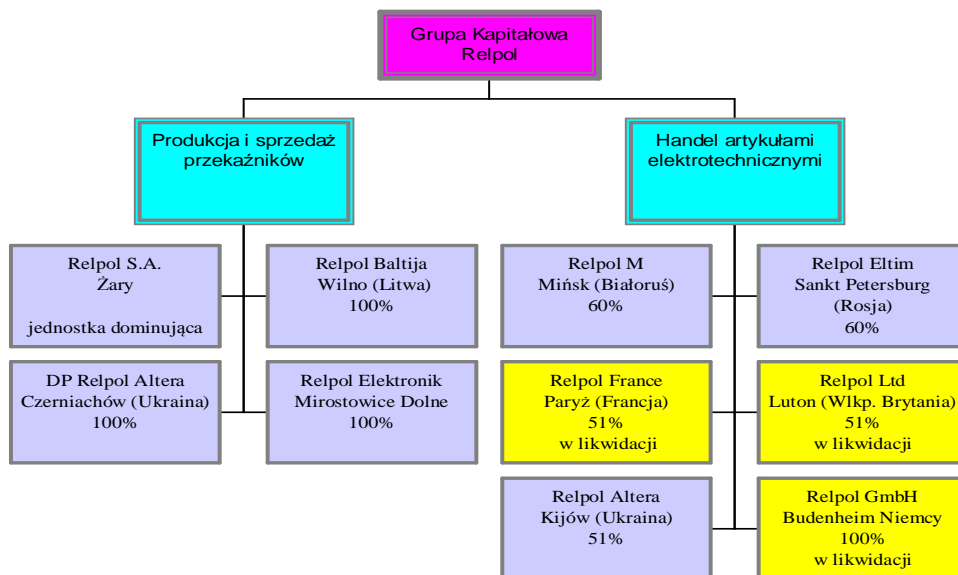 Grupa Kapitałowa
Relpol
Produkcja i sprzedaż
przekaźników
Handel artykułami
elektrotechnicznymi
Relpol S.A.
Żary
jednostka dominująca
Relpol Baltija
Wilno (Litwa)
100%
Relpol M
Mińsk (Białoruś)
60%
Relpol Eltim
Sankt Petersburg
(Rosja)
60%
DP Relpol Altera
Czerniachów (Ukraina)
100%
Relpol Elektronik
Mirostowice Dolne
100%
Relpol France
Paryż (Francja)
51%
w likwidacji
Relpol Ltd
Luton (Wlkp. Brytania)
51%
w likwidacji
Relpol Altera
Kijów (Ukraina)
51%
Relpol GmbH
Budenheim Niemcy
100%
w likwidacji